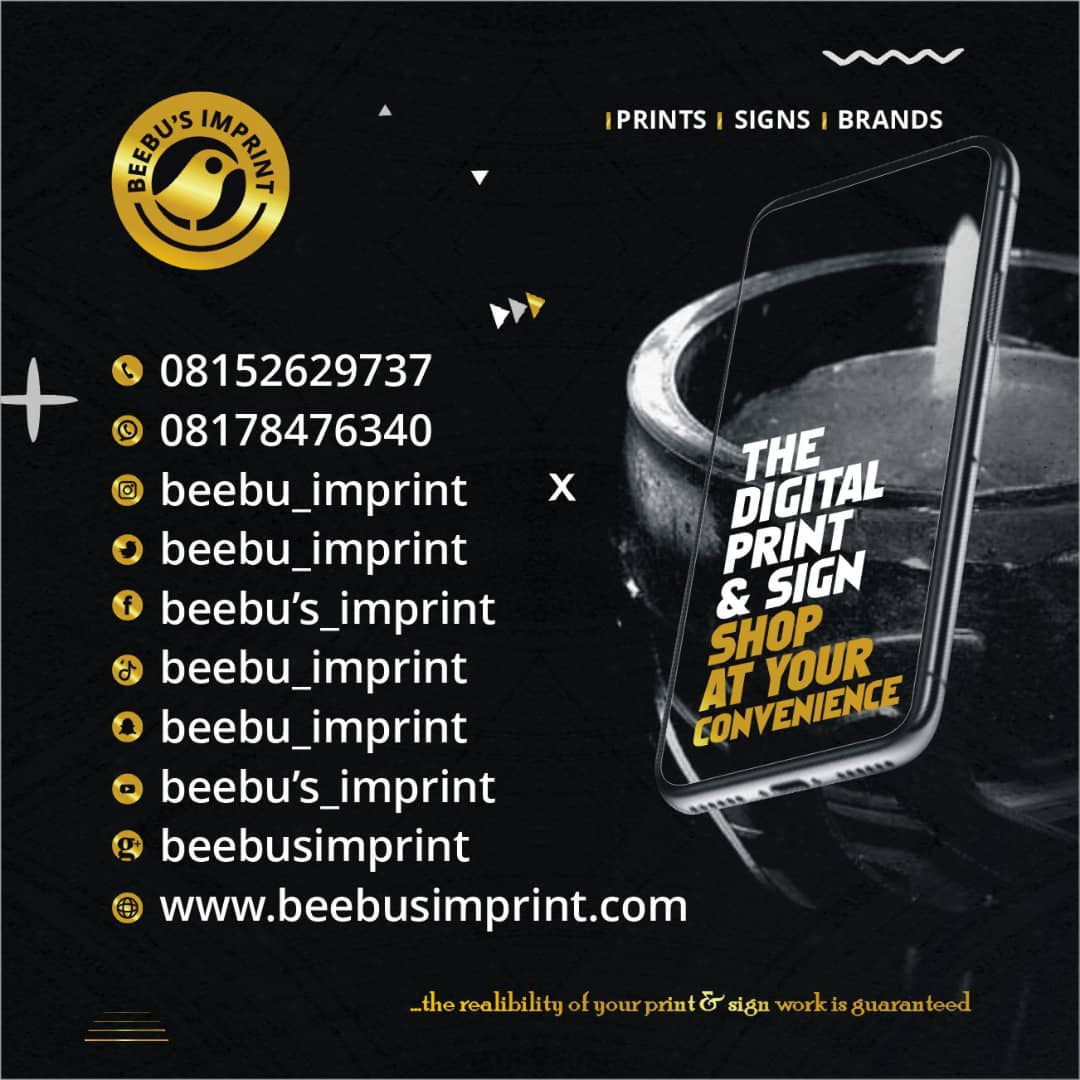 BEEBU'S IMPRINT
PRINTS | SIGNS | BRANDS
08152629737
08178476340
beebu_imprint
x
beebu_imprint
beebu’s_imprint
beebu_imprint
beebu_imprint
beebu’s_imprint
g+ beebusimprint
www.beebusimprint.com
THE
DIGITAL
PRINT
& SIGN
SHOP
AT YOUR
CONVENIENCE
...the realibility of your print & sign work is guaranteed